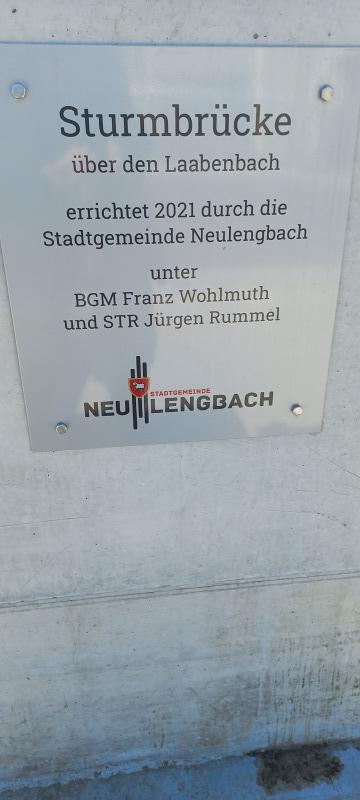 Sturmbrücke
über den Laabenbach
errichtet 2021 durch die
Stadtgemeinde Neulengbach
unter
BGM Franz Wohlmuth
und STR Jürgen Rummel
STADTGEMEINDE
NEULENGBACH